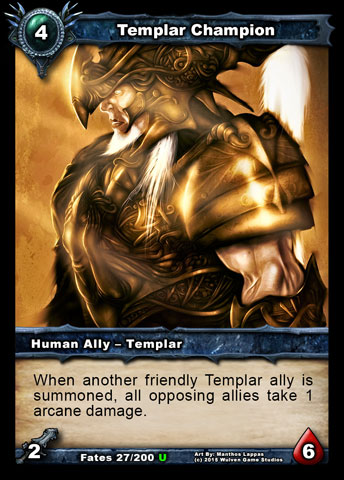 4
Templar Champion
Human Ally – Templar
When another friendly Templar ally is
summoned, all opposing allies take 1
arcane damage.
2
Fates 27/200 U
Art By: Manthos Lappas
(c) 2015 Wulven Game Studios
6